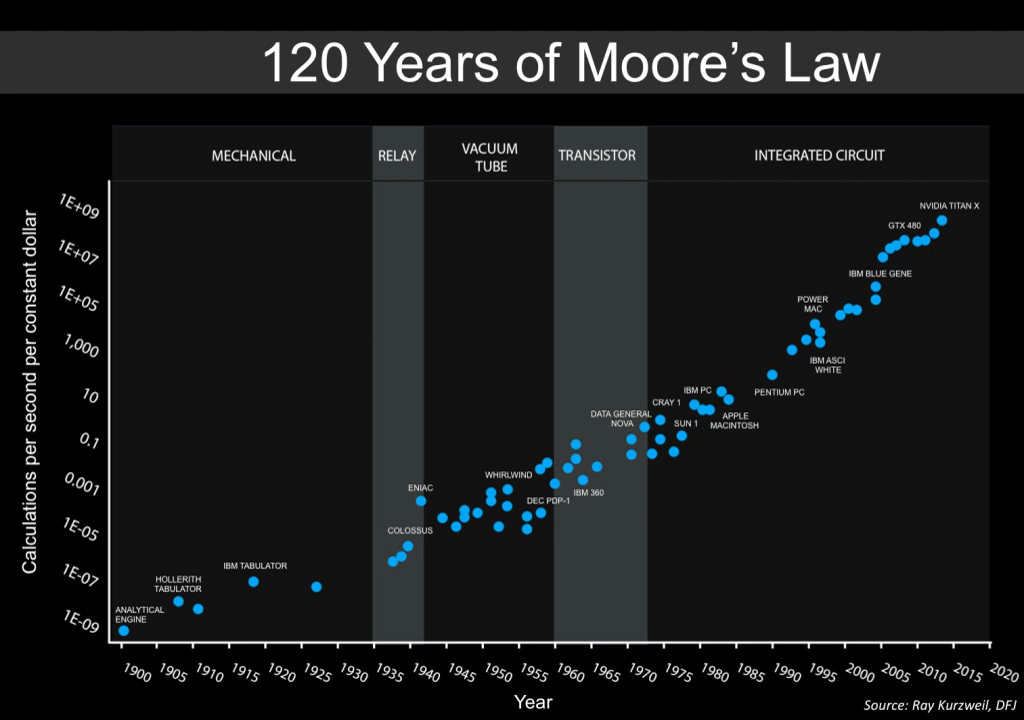 120 Years of Moore's Law
MECHANICAL
RELAY
VACUUM
TUBE
TRANSISTOR
INTEGRATED CIRCUIT
Calculations per second per constant dollar
1E+09
1E+07
1E+05
1,000
10
0.1
0.001
1E-05
1E-07
1E-09
NVIDIA TITAN X
GTX 480
IBM BLUE GENE
POWER
MAC
IBM ASCI
WHITE
PENTIUM PC
IBM PC
APPLE
MACINTOSH
CRAY 1
SUN 1
DATA GENERAL
NOVA
IBM 360
WHIRLWIND
DEC PDP-1
ENIAC
COLOSSUS
IBM TABULATOR
HOLLERITH
TABULATOR
ANALYTICAL
ENGINE
1900 1905 1910 1915 1920 1925 1930 1935 1940 1945 1950 1955 1960 1965 1970 1975 1980 1985 1990 1995 2000 2005 2010 2015 2020
Year
Source: Ray Kurzweil, DFJ